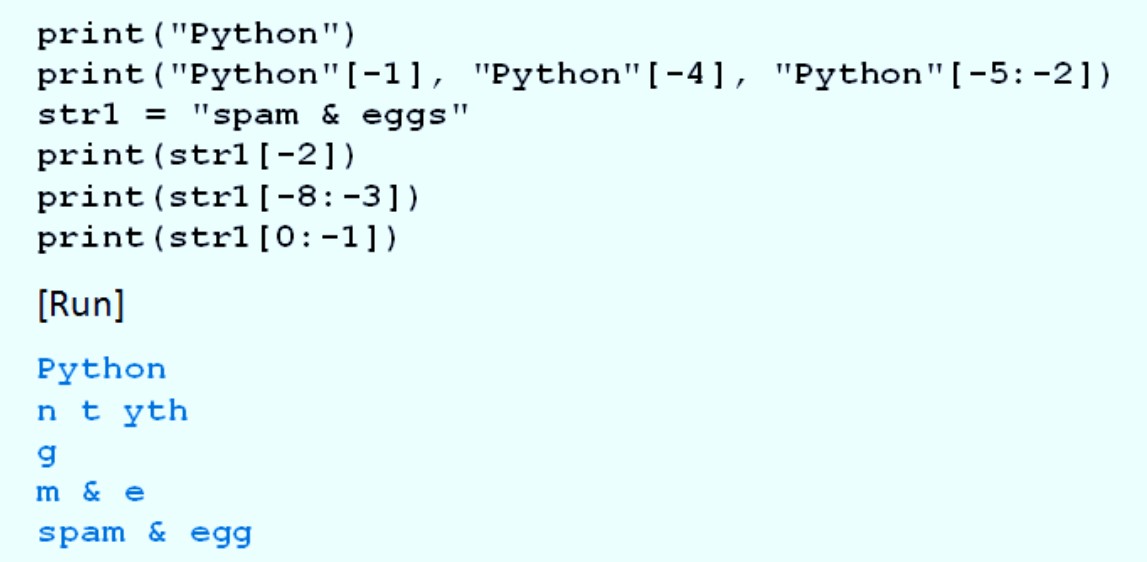 print("Python")
print("Python"[-1], "Python"[-4], "Python"[-5:-2])
str1 = "spam & eggs"
print(str1[-2])
print(str1[-8:-3])
print(str1[0:-1])
[Run]
Python
n t yth
g
m & e
spam & egg